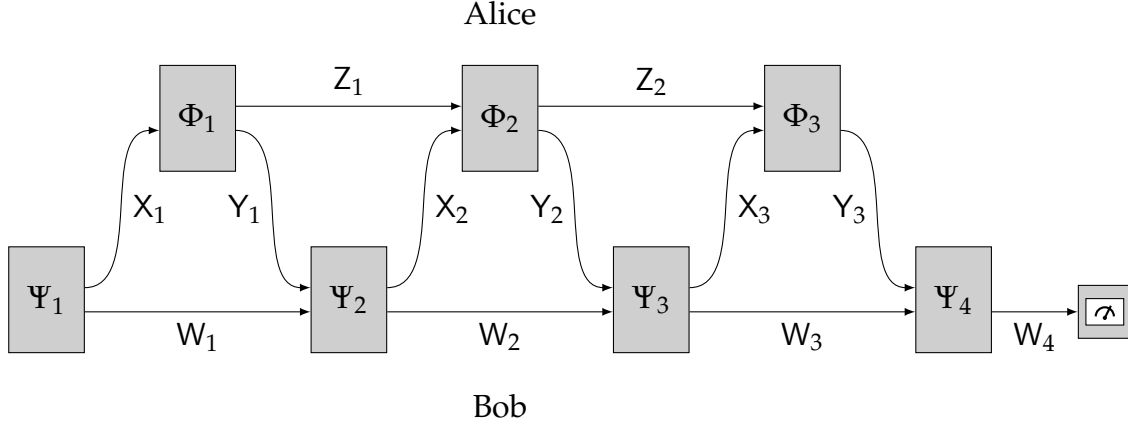 Alice
Φ₁ Z₁ Φ₂ Z₂ Φ₃
X₁ Y₁ X₂ Y₂ X₃ Y₃
Ψ₁ Ψ₂ Ψ₃ Ψ₄
W₁ W₂ W₃ W₄
Bob